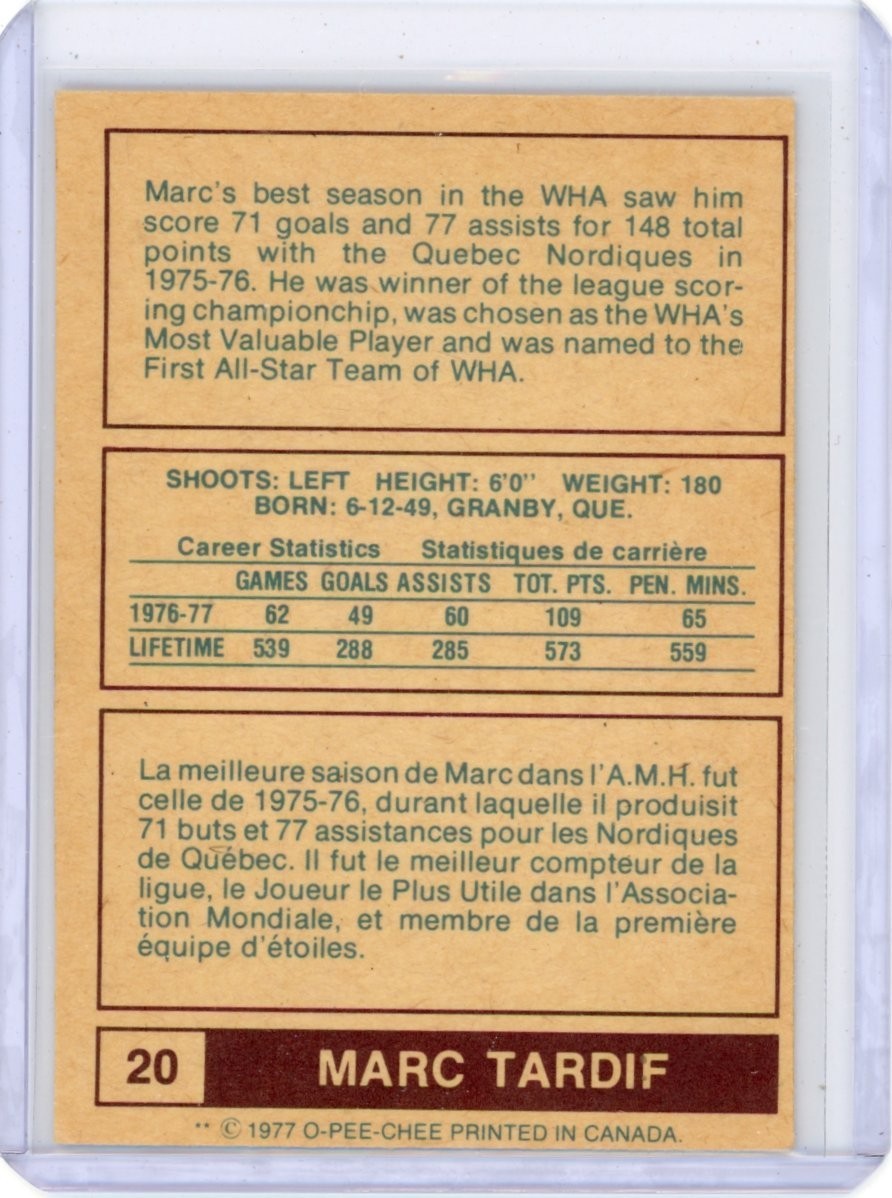 Marc's best season in the WHA saw him
score 71 goals and 77 assists for 148 total
points with the Quebec Nordiques in
1975-76. He was winner of the league scor-
ing championchip, was chosen as the WHA's
Most Valuable Player and was named to the
First All-Star Team of WHA.
SHOOTS: LEFT HEIGHT: 6'0" WEIGHT: 180
BORN: 6-12-49, GRANBY, QUE.
Career Statistics Statistiques de carrière
GAMES GOALS ASSISTS TOT. PTS. PEN. MINS.
1976-77 62 49 60 109 65
LIFETIME 539 288 285 573 559
La meilleure saison de Marc dans l'A.M.H. fut
celle de 1975-76, durant laquelle il produisit
71 buts et 77 assistances pour les Nordiques
de Québec. Il fut le meilleur compteur de la
ligue, le Joueur le Plus Utile dans l'Associa-
tion Mondiale, et membre de la première
équipe d'étoiles.
20 MARC TARDIF
** © 1977 O-PEE-CHEE PRINTED IN CANADA.